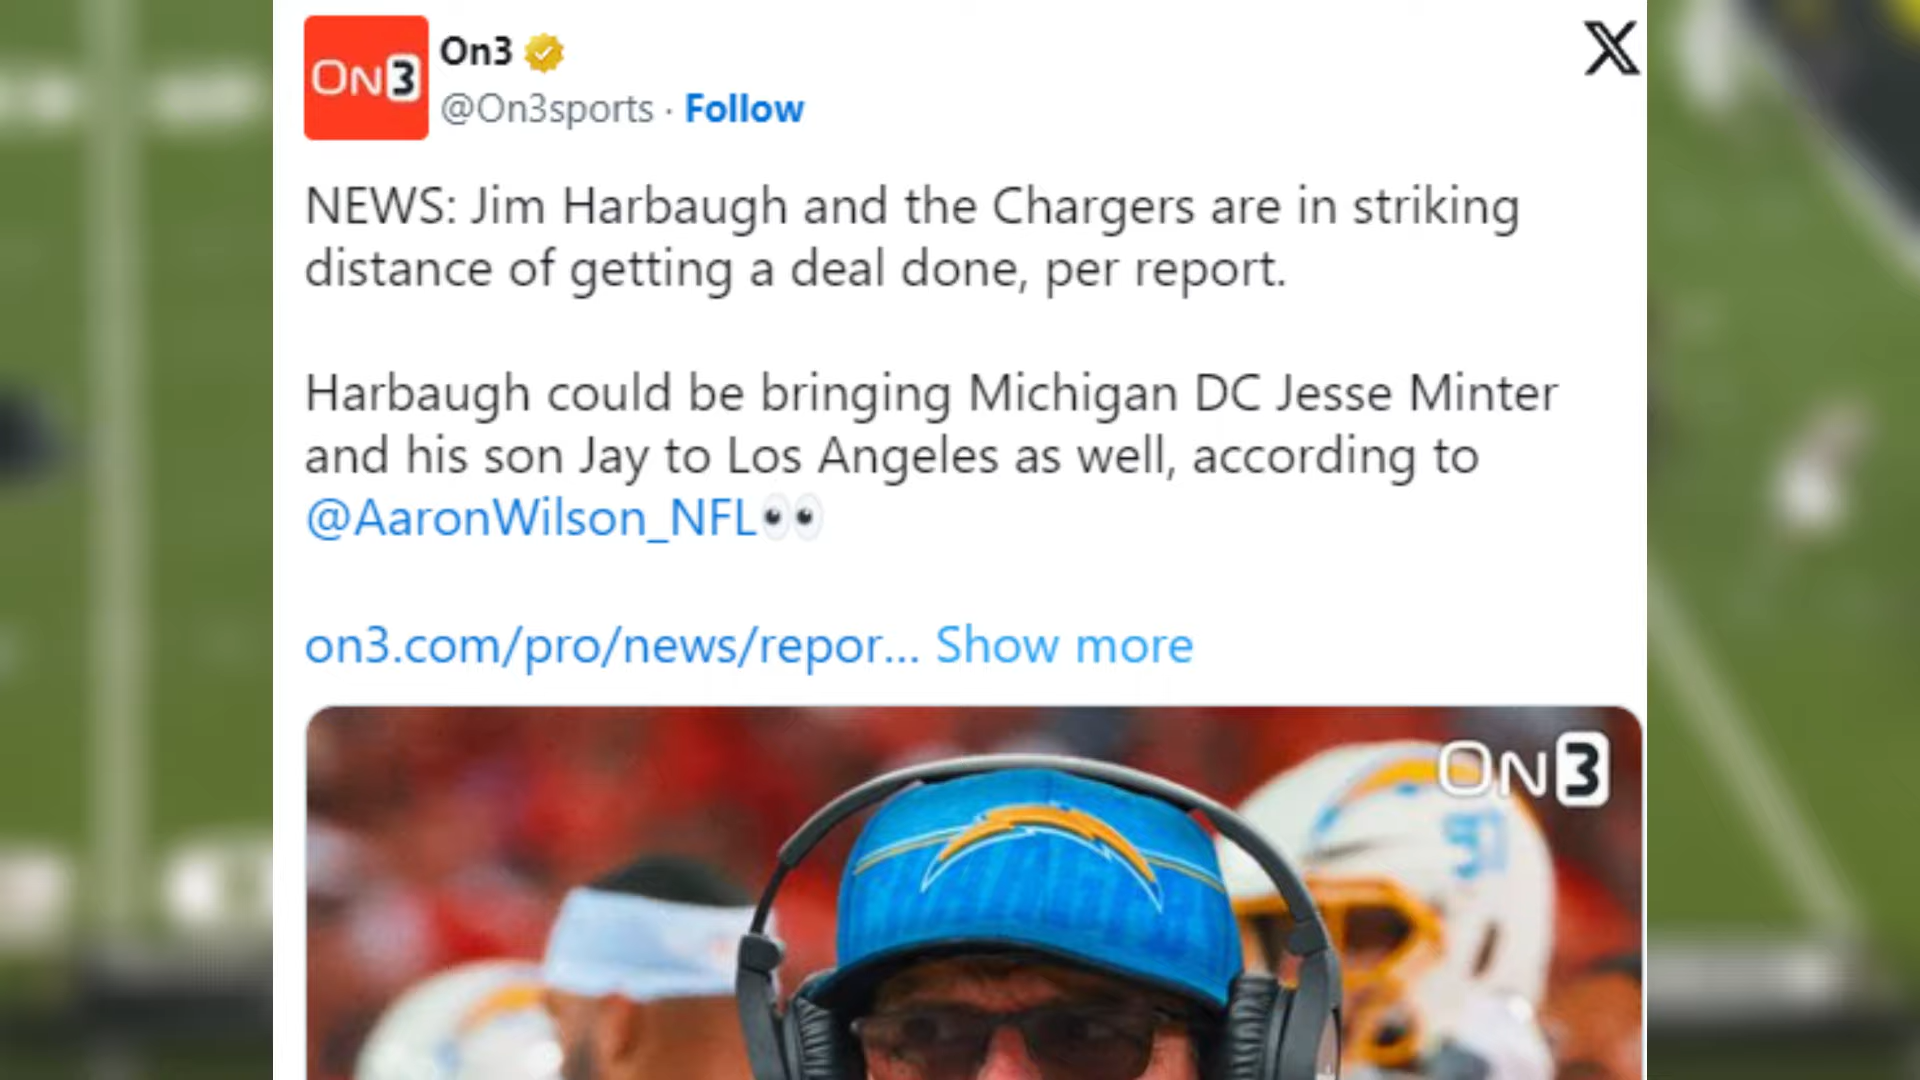 ON3
On3
@On3sports · Follow
X
NEWS: Jim Harbaugh and the Chargers are in striking
distance of getting a deal done, per report.
Harbaugh could be bringing Michigan DC Jesse Minter
and his son Jay to Los Angeles as well, according to
@AaronWilson_NFL👀
on3.com/pro/news/repor... Show more
ON3